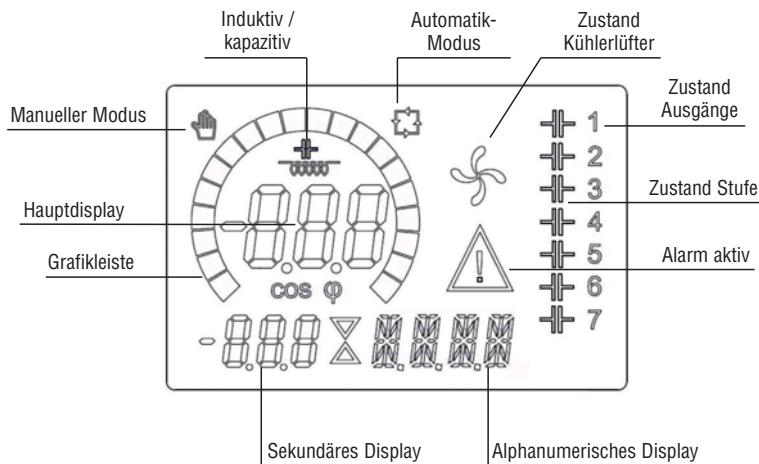 Induktiv /
kapazitiv
Automatik-
Modus
Zustand
Kühlerlüfter
Zustand
Ausgänge
Manueller Modus
1
2
Hauptdisplay
3
Zustand Stufe
4
Grafikleiste
5
Alarm aktiv
cos φ
6
7
Sekundäres Display
Alphanumerisches Display